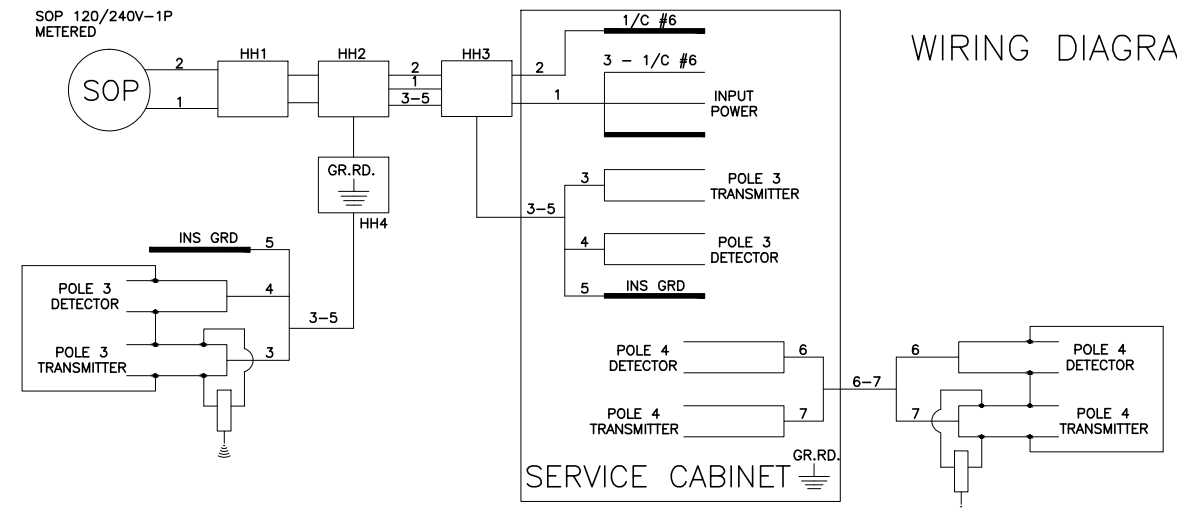 SOP 120/240V-1P
METERED
WIRING DIAGRA
SOP
2
1
HH1
HH2
2
1
3-5
HH3
2
1
1/C #6
3 - 1/C #6
INPUT
POWER
GR.RD.
HH4
3-5
3
POLE 3
TRANSMITTER
4
POLE 3
DETECTOR
5
INS GRD
INS GRD
5
POLE 3
DETECTOR
4
3-5
POLE 3
TRANSMITTER
3
POLE 4
DETECTOR
6
6-7
POLE 4
TRANSMITTER
7
6
POLE 4
DETECTOR
7
POLE 4
TRANSMITTER
GR.RD.
SERVICE CABINET